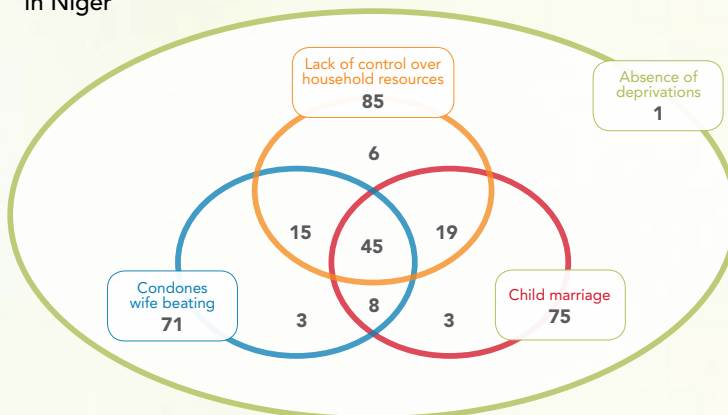 in Niger
Lack of control over
household resources
85
Absence of
deprivations
1
6
15
45
19
Condones
wife beating
71
3
8
3
Child marriage
75